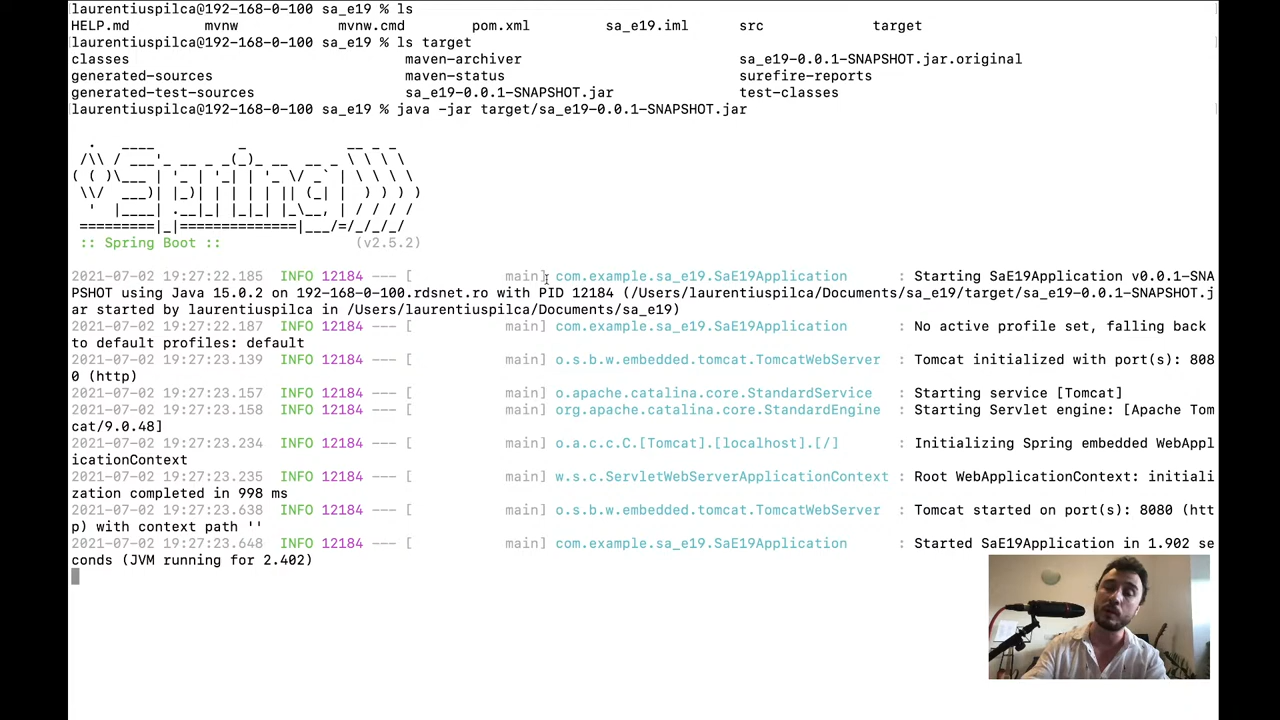 laurentiuspilca@192-168-0-100 sa_e19 % ls
HELP.md mvnw mvnw.cmd pom.xml sa_e19.iml src target
laurentiuspilca@192-168-0-100 sa_e19 % ls target
classes maven-archiver sa_e19-0.0.1-SNAPSHOT.jar.original
generated-sources maven-status surefire-reports
generated-test-sources sa_e19-0.0.1-SNAPSHOT.jar test-classes
laurentiuspilca@192-168-0-100 sa_e19 % java -jar target/sa_e19-0.0.1-SNAPSHOT.jar
Spring
:: Spring Boot :: (v2.5.2)
2021-07-02 19:27:22.185 INFO 12184 --- [ main] com.example.sa_e19.SaE19Application : Starting SaE19Application v0.0.1-SNA
PSHOT using Java 15.0.2 on 192-168-0-100.rdsnet.ro with PID 12184 (/Users/laurentiuspilca/Documents/sa_e19/target/sa_e19-0.0.1-SNAPSHOT.j
ar started by laurentiuspilca in /Users/laurentiuspilca/Documents/sa_e19)
2021-07-02 19:27:22.187 INFO 12184 --- [ main] com.example.sa_e19.SaE19Application : No active profile set, falling back
to default profiles: default
2021-07-02 19:27:23.139 INFO 12184 --- [ main] o.s.b.w.embedded.tomcat.TomcatWebServer : Tomcat initialized with port(s): 808
0 (http)
2021-07-02 19:27:23.157 INFO 12184 --- [ main] o.apache.catalina.core.StandardService : Starting service [Tomcat]
2021-07-02 19:27:23.158 INFO 12184 --- [ main] org.apache.catalina.core.StandardEngine : Starting Servlet engine: [Apache Tom
cat/9.0.48]
2021-07-02 19:27:23.234 INFO 12184 --- [ main] o.a.c.c.C.[Tomcat].[localhost].[/] : Initializing Spring embedded WebAppl
icationContext
2021-07-02 19:27:23.235 INFO 12184 --- [ main] w.s.c.ServletWebServerApplicationContext : Root WebApplicationContext: initiali
zation completed in 998 ms
2021-07-02 19:27:23.638 INFO 12184 --- [ main] o.s.b.w.embedded.tomcat.TomcatWebServer : Tomcat started on port(s): 8080 (htt
p) with context path ''
2021-07-02 19:27:23.648 INFO 12184 --- [ main] com.example.sa_e19.SaE19Application : Started SaE19Application in 1.902 se
conds (JVM running for 2.402)